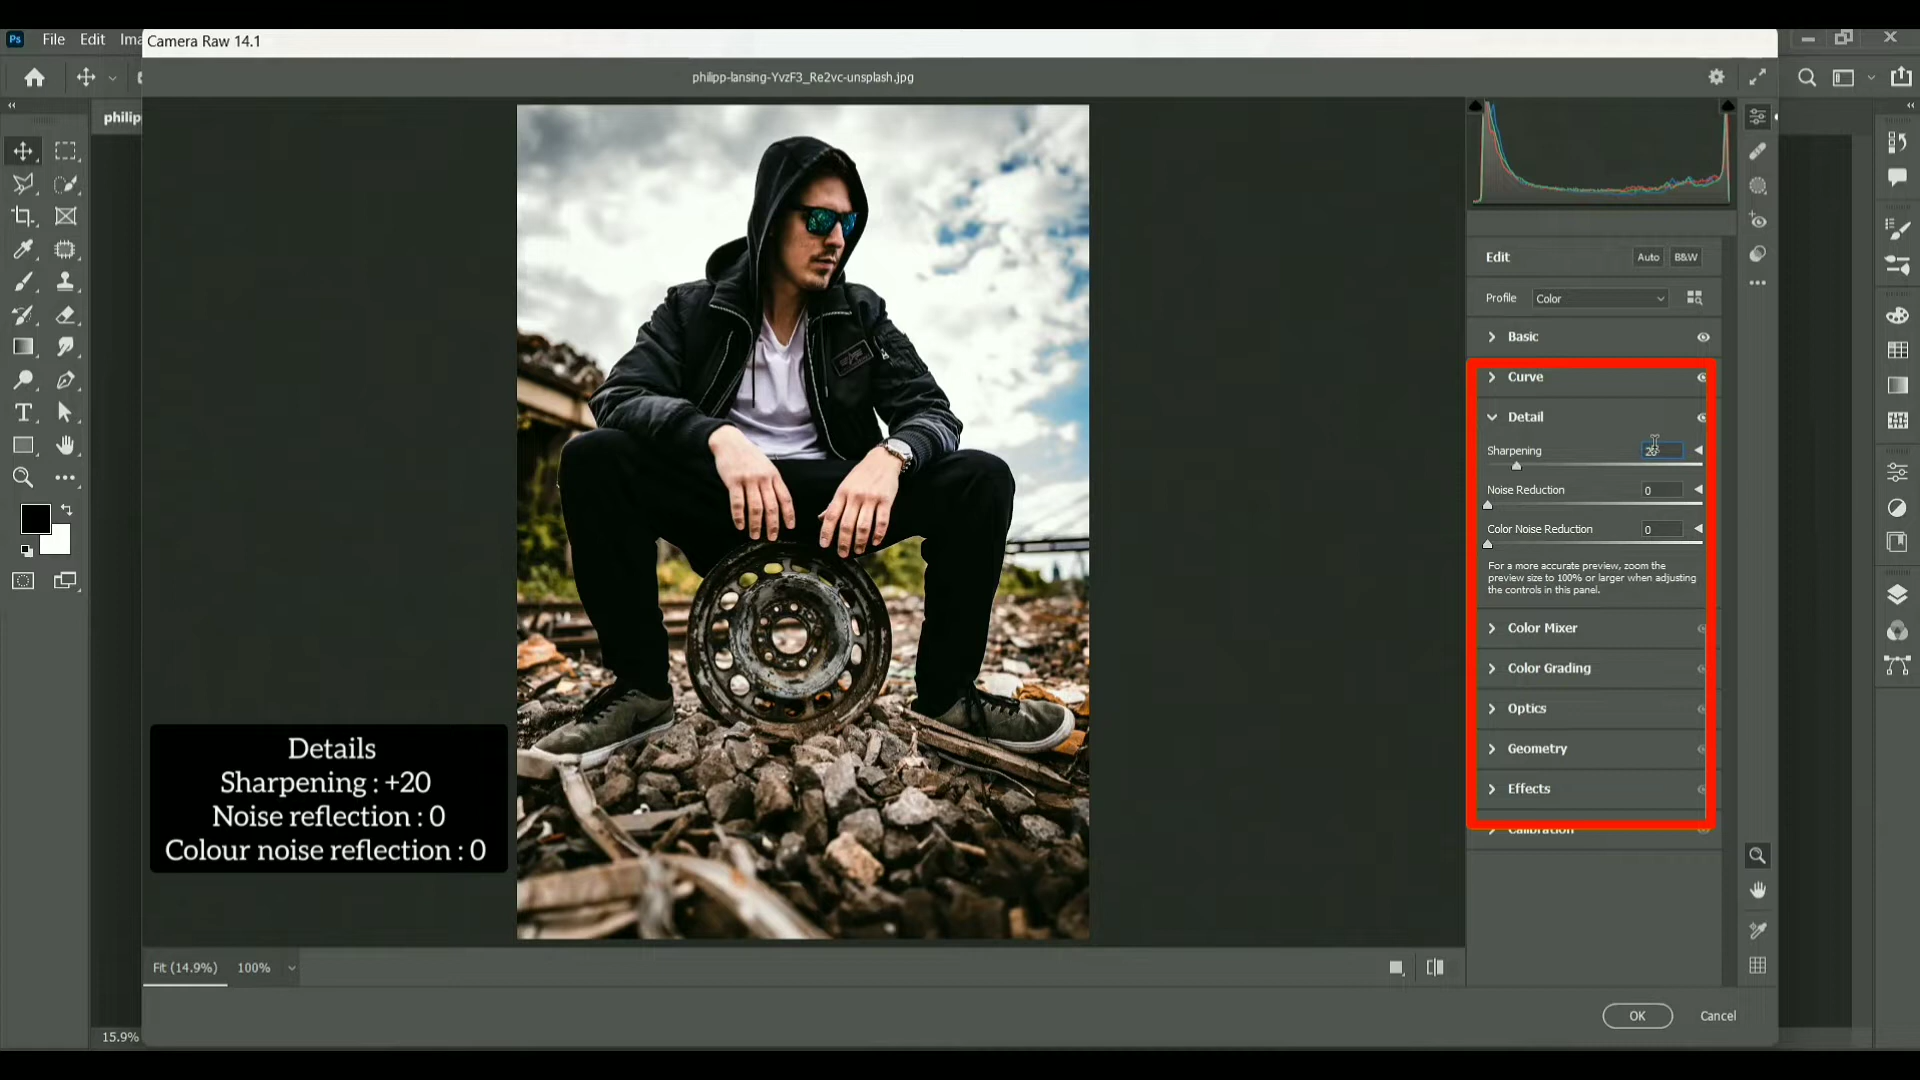 Ps File Edit Ima
Camera Raw 14.1
philipp-lansing-YvzF3_Re2vc-unsplash.jpg
philip
Edit Auto B&W
Profile Color
Basic
Curve
Detail
Sharpening 20
Noise Reduction 0
Color Noise Reduction 0
For a more accurate preview, zoom the
preview size to 100% or larger when adjusting
the controls in this panel.
Color Mixer
Color Grading
Optics
Geometry
Effects
Calibration
Details
Sharpening : +20
Noise reflection : 0
Colour noise reflection : 0
Fit (14.9%) 100%
OK Cancel
15.9%